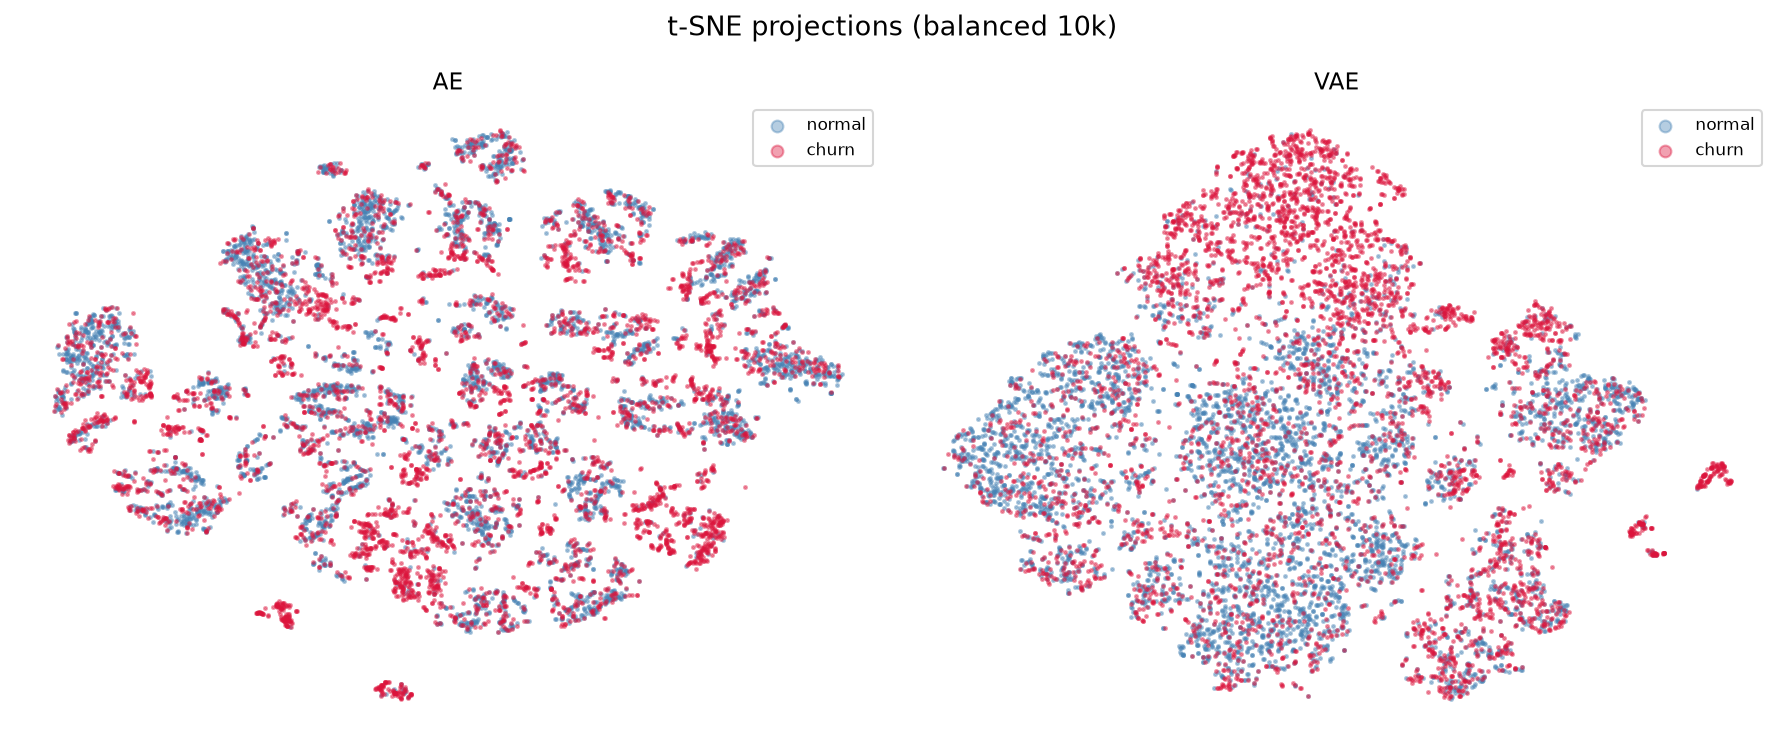 t-SNE projections (balanced 10k)
AE
normal
churn
VAE
normal
churn